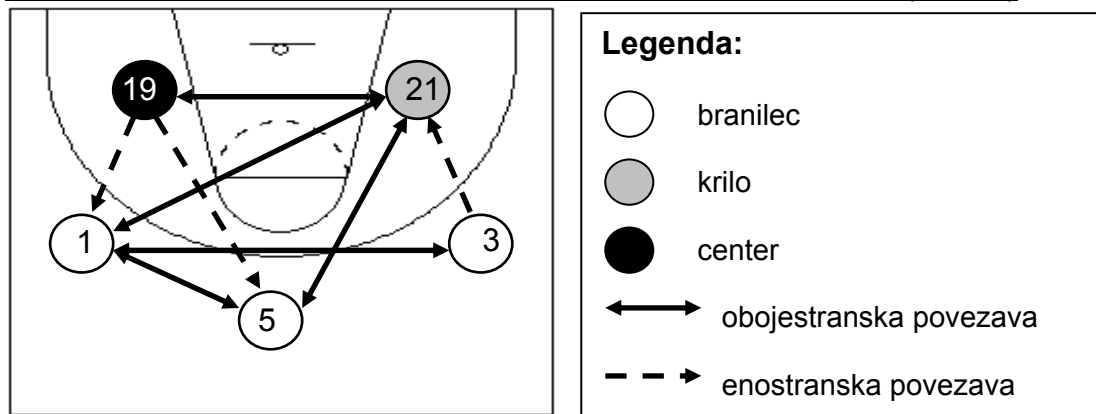 19
21
1
3
5
Legenda:
branilec
krilo
center
obojestranska povezava
enostranska povezava